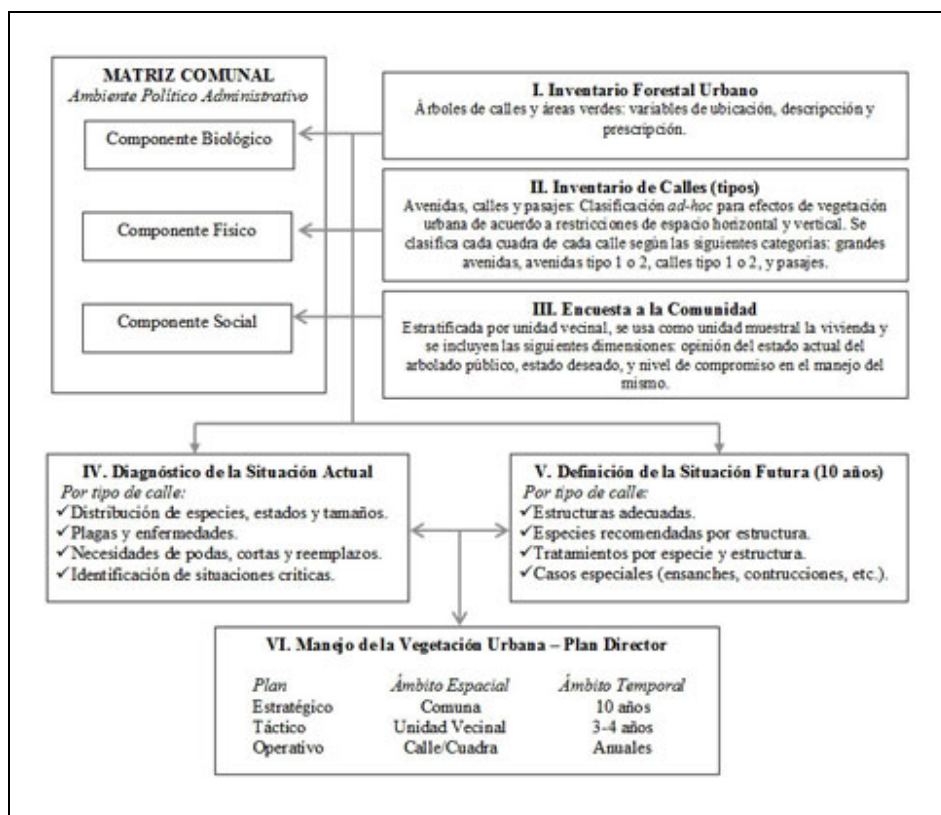 MATRIZ COMUNAL
Ambiente Político Administrativo
Componente Biológico
Componente Físico
Componente Social
I. Inventario Forestal Urbano
Árboles de calles y áreas verdes: variables de ubicación, descripcción y
prescripción.
II. Inventario de Calles (tipos)
Avenidas, calles y pasajes: Clasificación ad-hoc para efectos de vegetación
urbana de acuerdo a restricciones de espacio horizontal y vertical. Se
clasifica cada cuadra de cada calle según las siguientes categorías: grandes
avenidas, avenidas tipo 1 o 2, calles tipo 1 o 2, y pasajes.
III. Encuesta a la Comunidad
Estratificada por unidad vecinal, se usa como unidad muestral la vivienda y
se incluyen las siguientes dimensiones: opinión del estado actual del
arbolado público, estado deseado, y nivel de compromiso en el manejo del
mismo.
IV. Diagnóstico de la Situación Actual
Por tipo de calle:
✓Distribución de especies, estados y tamaños.
✓Plagas y enfermedades.
✓Necesidades de podas, cortas y reemplazos.
✓Identificación de situaciones críticas.
V. Definición de la Situación Futura (10 años)
Por tipo de calle:
✓Estructuras adecuadas.
✓Especies recomendadas por estructura.
✓Tratamientos por especie y estructura.
✓Casos especiales (ensanches, contrucciones, etc.).
VI. Manejo de la Vegetación Urbana – Plan Director
Plan Ámbito Espacial Ámbito Temporal
Estratégico Comuna 10 años
Táctico Unidad Vecinal 3-4 años
Operativo Calle/Cuadra Anuales